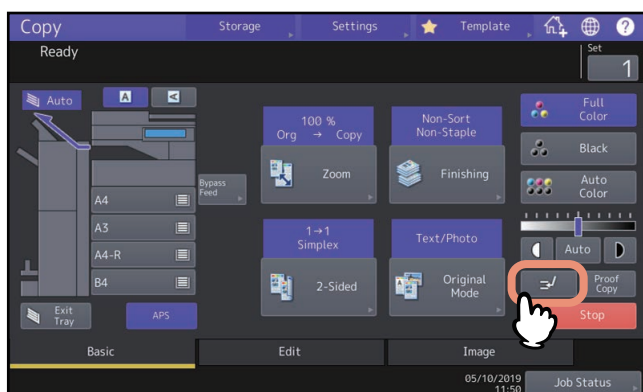 Copy
Storage
Settings
Template
?
Ready
Set
1
Auto
A
A
100 %
Org → Copy
Non-Sort
Non-Staple
Full
Color
Black
Zoom
Finishing
Bypass
Feed
Auto
Color
A4
A3
A4-R
B4
1→1
Simplex
Text/Photo
Auto
2-Sided
A
Original
Mode
Proof
Copy
Exit
Tray
APS
Stop
Basic
Edit
Image
05/10/2019
11:50
Job Status